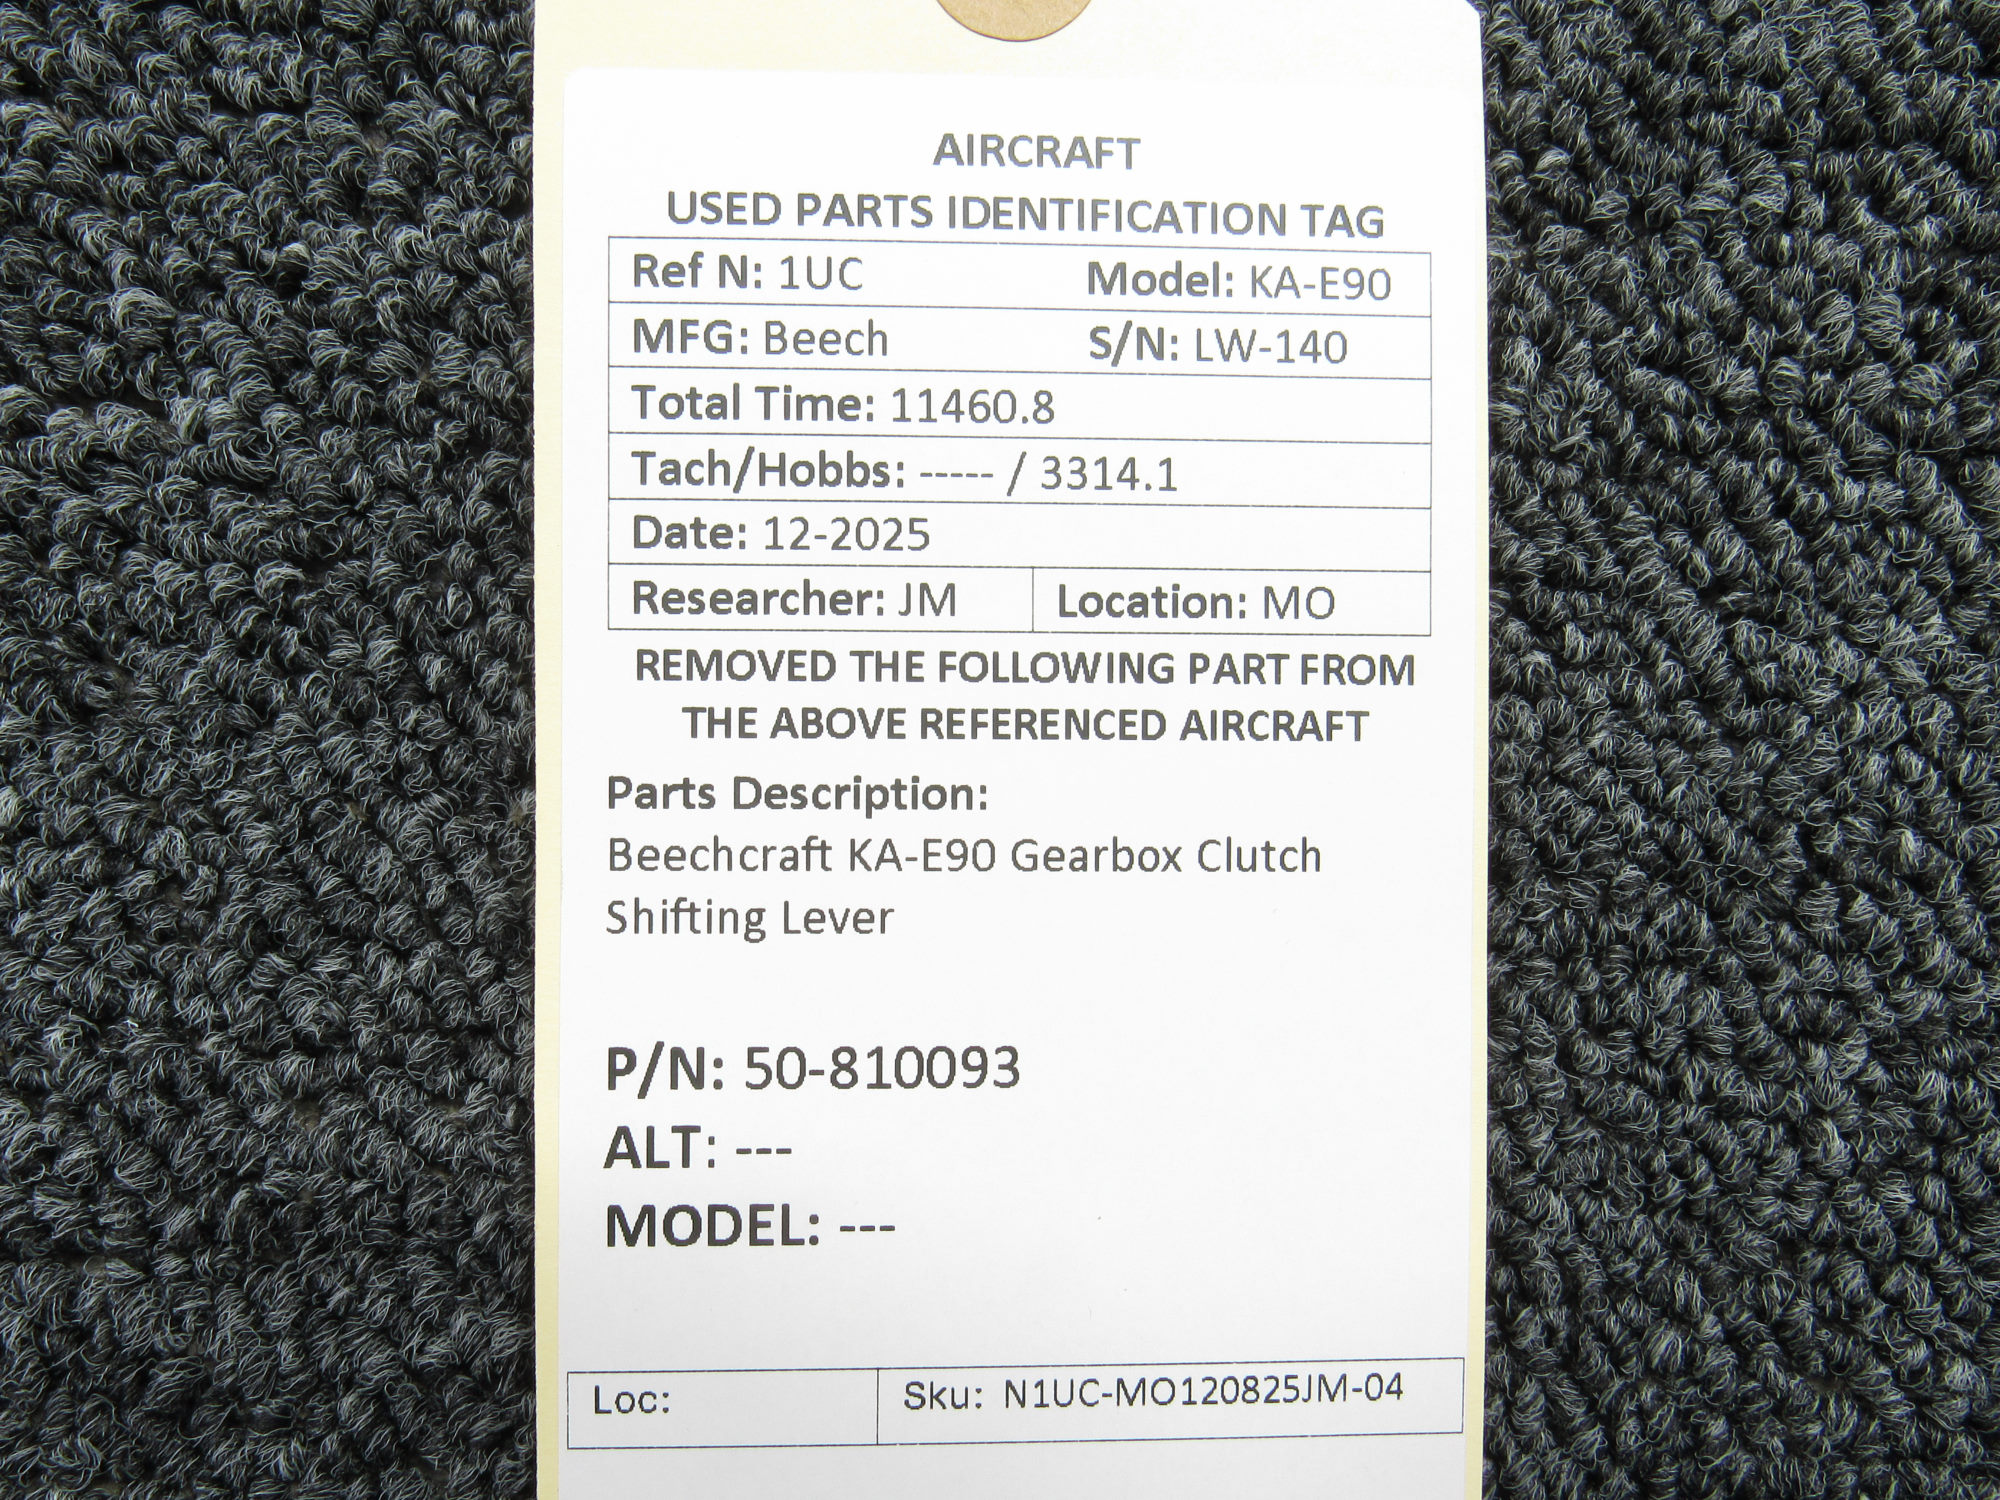 AIRCRAFT
USED PARTS IDENTIFICATION TAG
Ref N: 1UC Model: KA-E90
MFG: Beech S/N: LW-140
Total Time: 11460.8
Tach/Hobbs: ----- / 3314.1
Date: 12-2025
Researcher: JM Location: MO
REMOVED THE FOLLOWING PART FROM
THE ABOVE REFERENCED AIRCRAFT
Parts Description:
Beechcraft KA-E90 Gearbox Clutch
Shifting Lever
P/N: 50-810093
ALT: ---
MODEL: ---
Loc: Sku: N1UC-MO120825JM-04